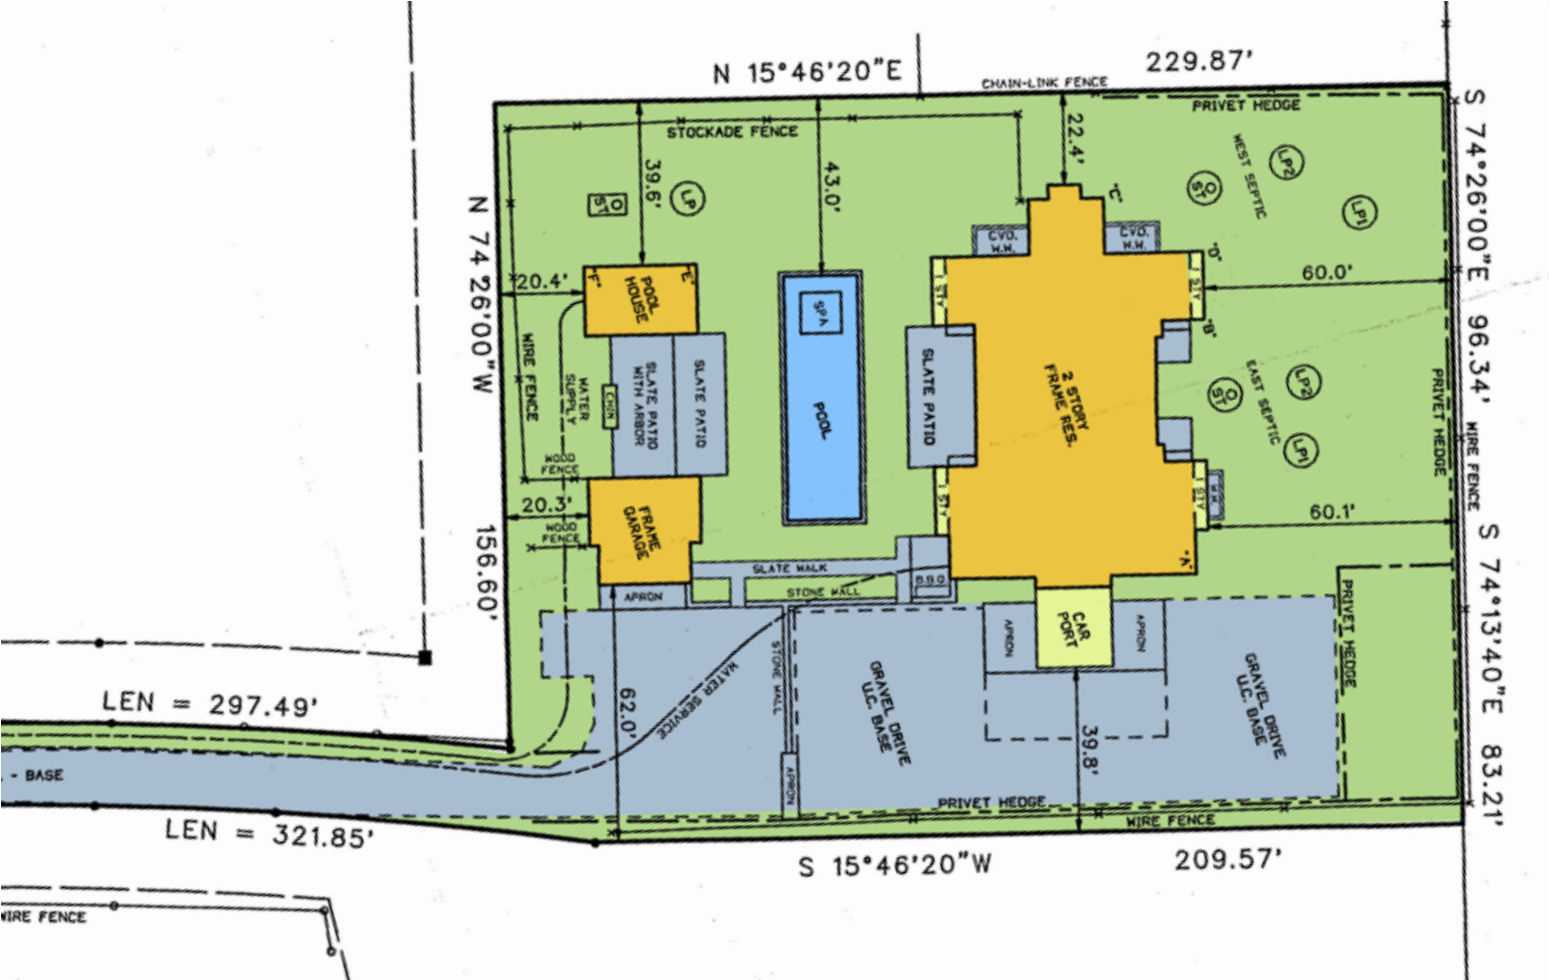 N 15°46'20"E
229.87'
CHAIN-LINK FENCE
PRIVET HEDGE
STOCKADE FENCE
S 74°26'00"E 96.34'
S 74°13'40"E 83.21'
N 74°26'00"W
156.60'
39.6'
43.0'
22.4'
ST
LP
WEST SEPTIC
ST
LP2
LP1
"C"
CVD.
W.W.
CVD.
W.W.
"D"
20.4'
"F"
"E"
POOL
HOUSE
SPA
POOL
1 STY
1 STY
60.0'
"B"
WIRE FENCE
WATER
SUPPLY
CHIM
SLATE PATIO
WITH ARBOR
SLATE PATIO
SLATE PATIO
2 STORY
FRAME RES.
EAST SEPTIC
ST
LP2
LP1
PRIVET HEDGE
WIRE FENCE
WOOD
FENCE
20.3'
WOOD
FENCE
FRAME
GARAGE
1 STY
1 STY
W.W.
60.1'
"A"
SLATE WALK
STONE WALL
B.B.Q.
APRON
APRON
CAR
PORT
APRON
PRIVET HEDGE
STONE WALL
WATER SERVICE
62.0'
GRAVEL DRIVE
U.C. BASE
GRAVEL DRIVE
U.C. BASE
39.8'
APRON
LEN = 297.49'
- BASE
LEN = 321.85'
PRIVET HEDGE
WIRE FENCE
S 15°46'20"W
209.57'
WIRE FENCE